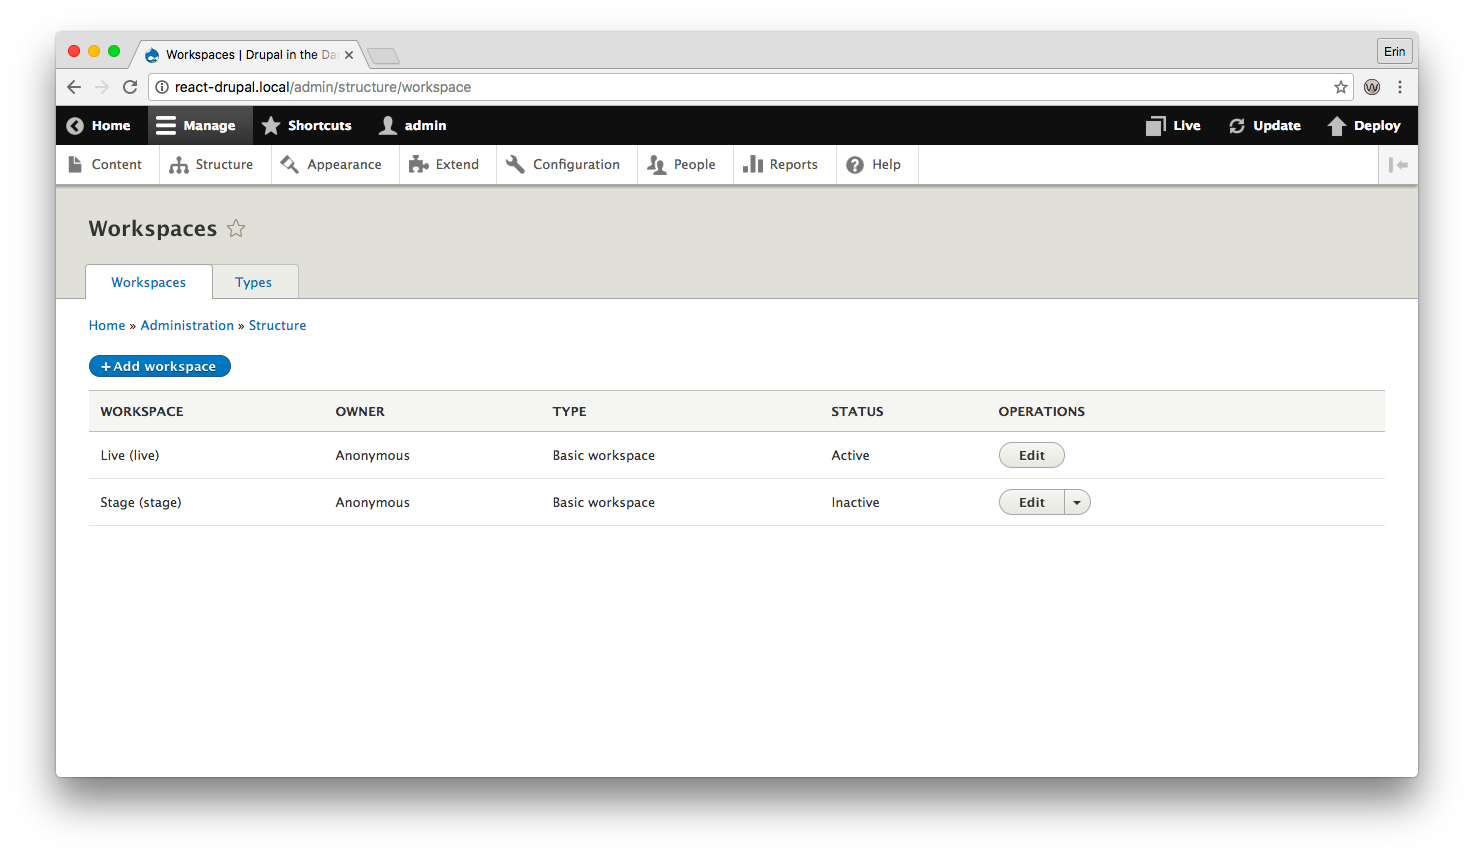 Workspaces | Drupal in the Da
Erin
react-drupal.local/admin/structure/workspace
Home Manage Shortcuts admin Live Update Deploy
Content Structure Appearance Extend Configuration People Reports Help
Workspaces
Workspaces Types
Home » Administration » Structure
+ Add workspace
WORKSPACE OWNER TYPE STATUS OPERATIONS
Live (live) Anonymous Basic workspace Active Edit
Stage (stage) Anonymous Basic workspace Inactive Edit